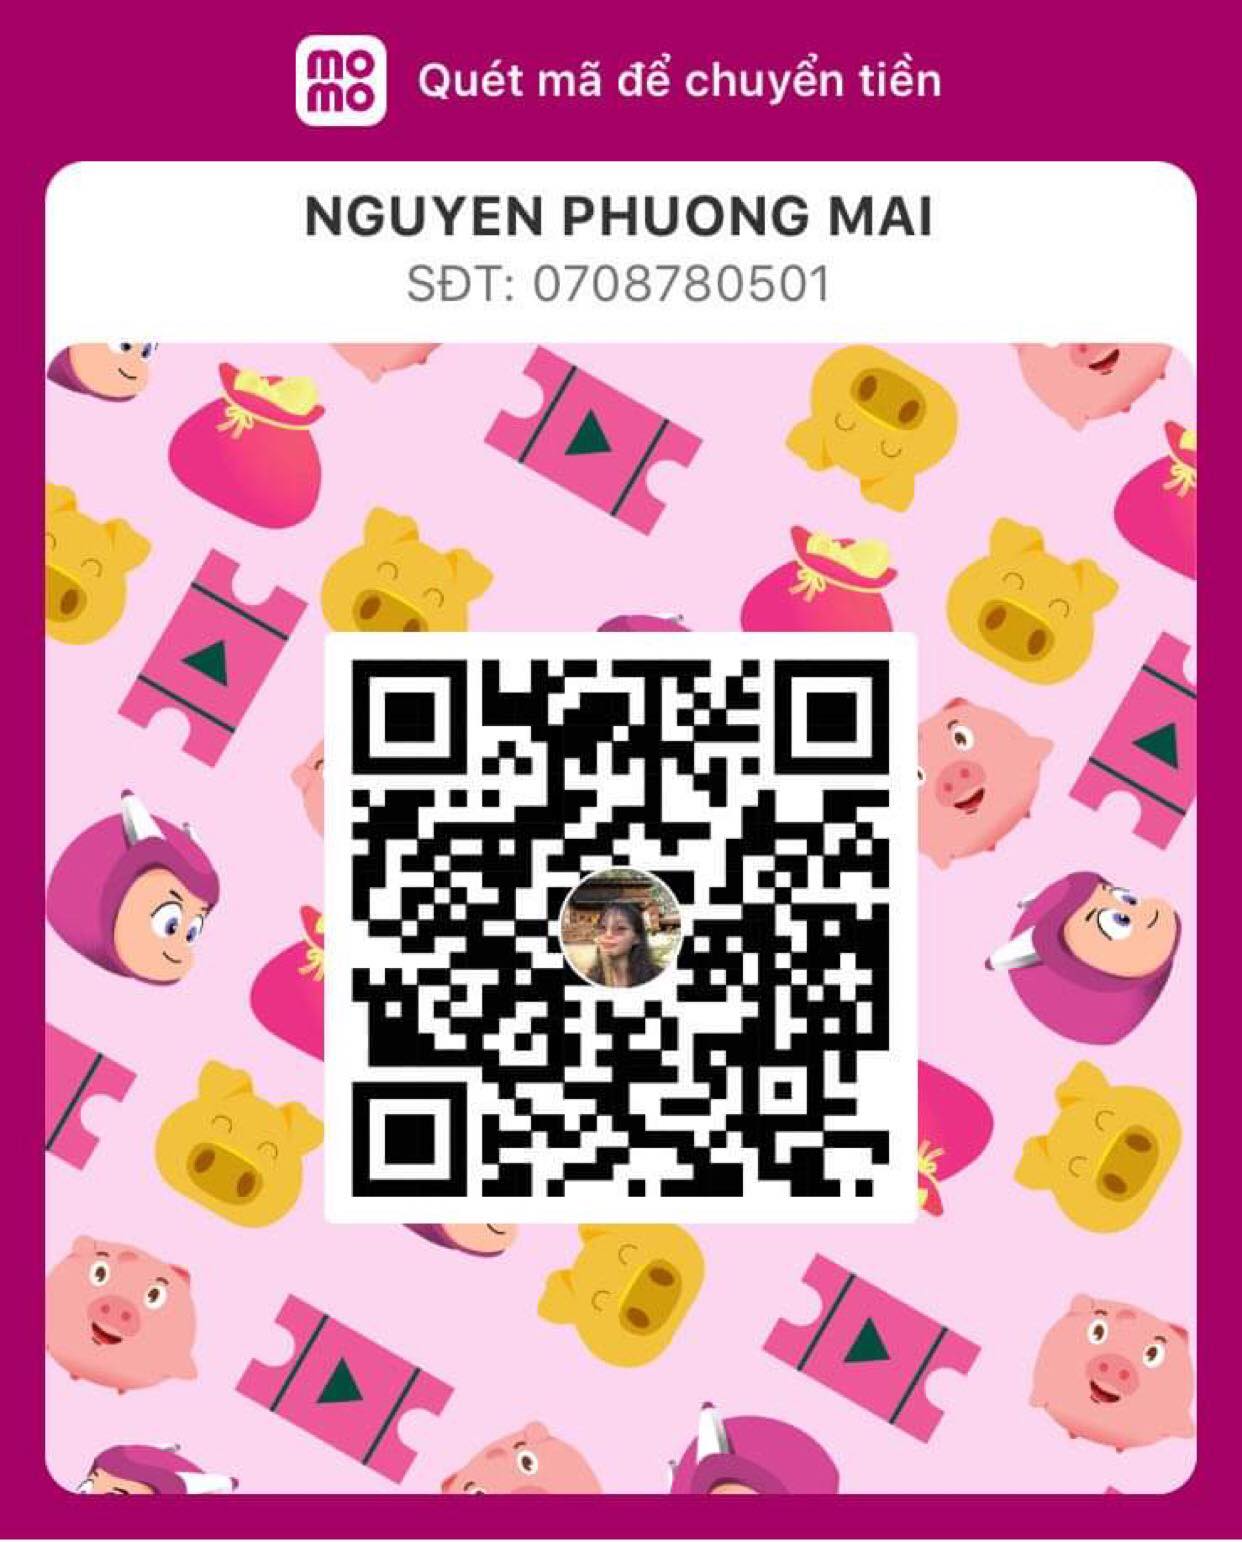 mo
mo
Quét mã để chuyển tiền
NGUYEN PHUONG MAI
SĐT: 0708780501